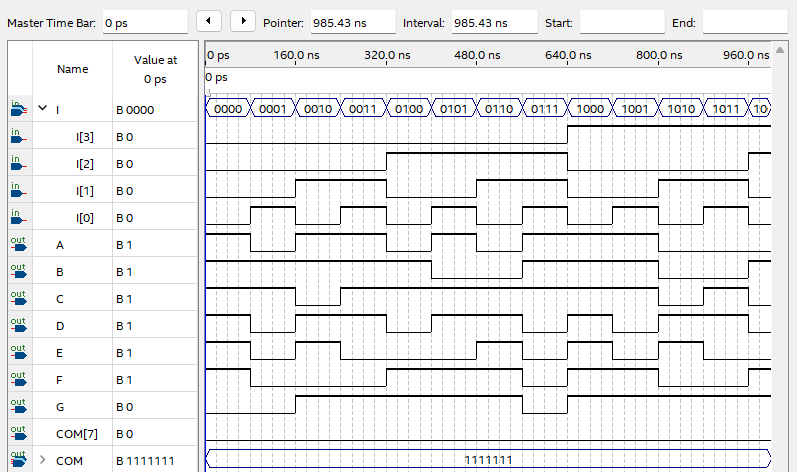 Master Time Bar: 0 ps Pointer: 985.43 ns Interval: 985.43 ns Start: End:
Name Value at 0 ps
0 ps 160.0 ns 320.0 ns 480.0 ns 640.0 ns 800.0 ns 960.0 ns
0 ps
in I B 0000 0000 0001 0010 0011 0100 0101 0110 0111 1000 1001 1010 1011 10
in I[3] B 0
in I[2] B 0
in I[1] B 0
in I[0] B 0
out A B 1
out B B 1
out C B 1
out D B 1
out E B 1
out F B 1
out G B 0
out COM[7] B 0
out COM B 1111111 1111111